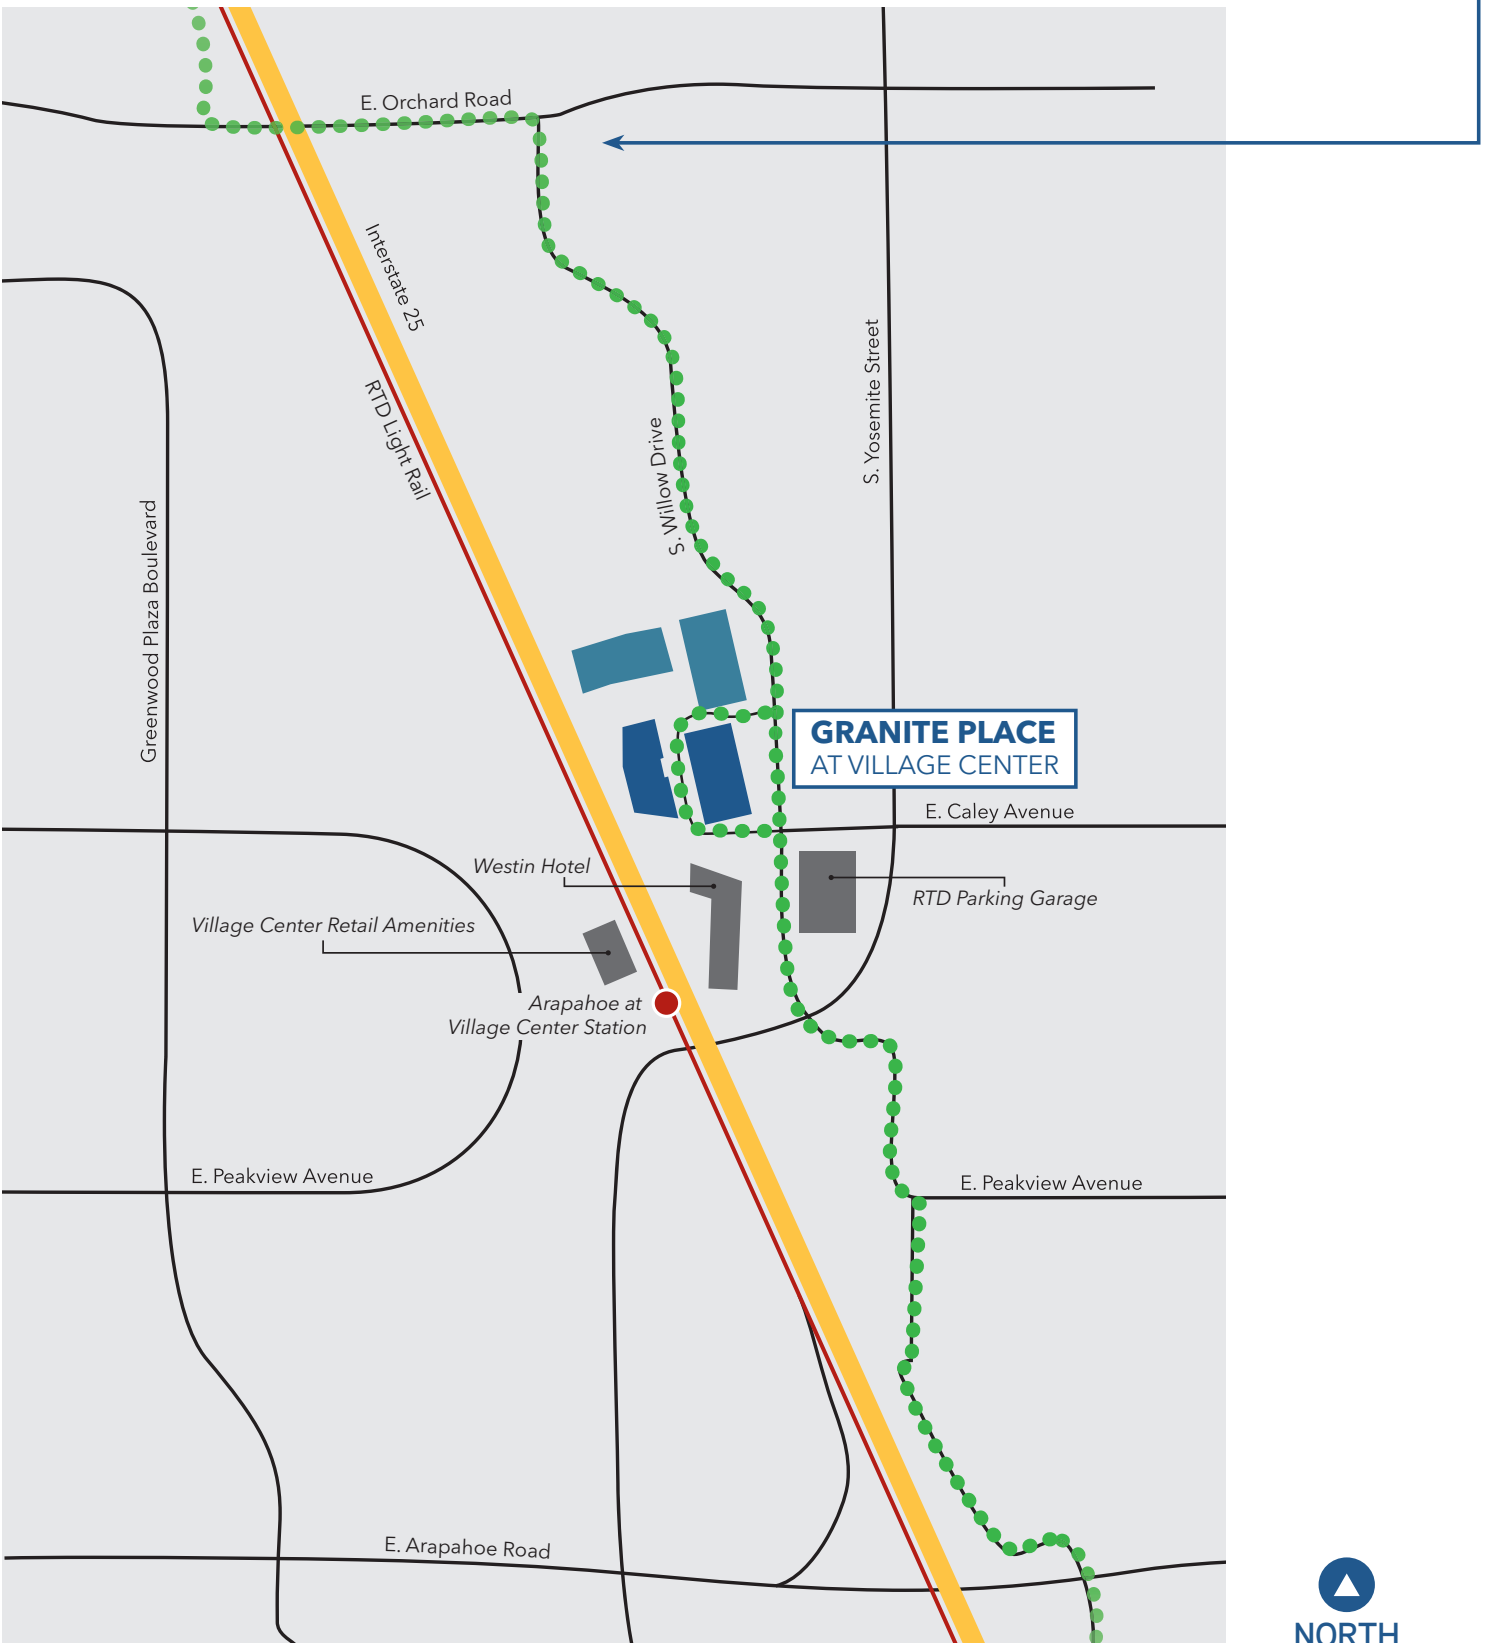 E. Orchard Road
Interstate 25
RTD Light Rail
S. Yosemite Street
S. Willow Drive
Greenwood Plaza Boulevard
GRANITE PLACE
AT VILLAGE CENTER
E. Caley Avenue
Westin Hotel
RTD Parking Garage
Village Center Retail Amenities
Arapahoe at
Village Center Station
E. Peakview Avenue
E. Peakview Avenue
E. Arapahoe Road
NORTH